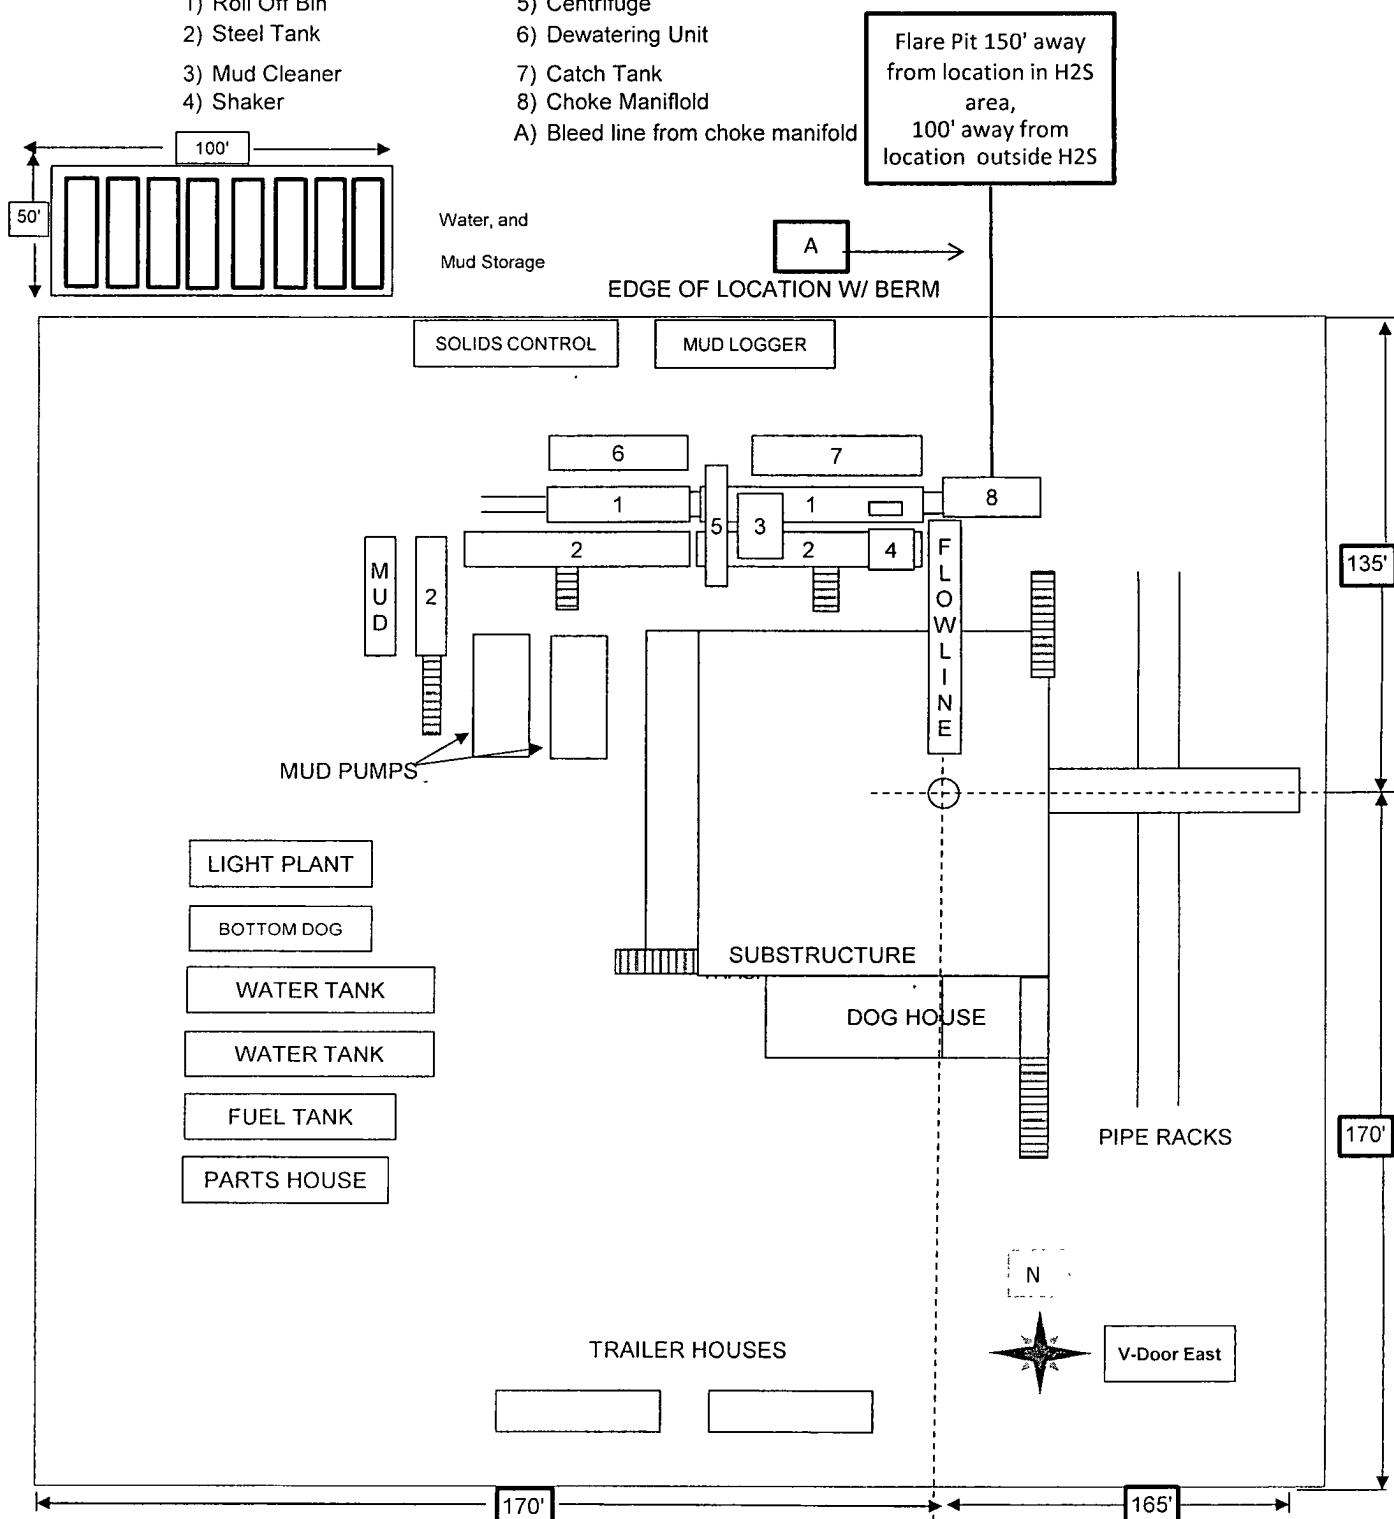 1) Roll Off Bin
2) Steel Tank
3) Mud Cleaner
4) Shaker
5) Centrifuge
6) Dewatering Unit
7) Catch Tank
8) Choke Maniflold
A) Bleed line from choke manifold
Flare Pit 150' away
from location in H2S
area,
100' away from
location outside H2S
100'
50'
Water, and
Mud Storage
A
EDGE OF LOCATION W/ BERM
SOLIDS CONTROL
MUD LOGGER
6
7
1
1
8
5
3
2
2
4
MUD
2
FLOWLINE
135'
MUD PUMPS
LIGHT PLANT
BOTTOM DOG
WATER TANK
WATER TANK
FUEL TANK
PARTS HOUSE
SUBSTRUCTURE
DOG HOUSE
PIPE RACKS
170'
N
V-Door East
TRAILER HOUSES
170'
165'